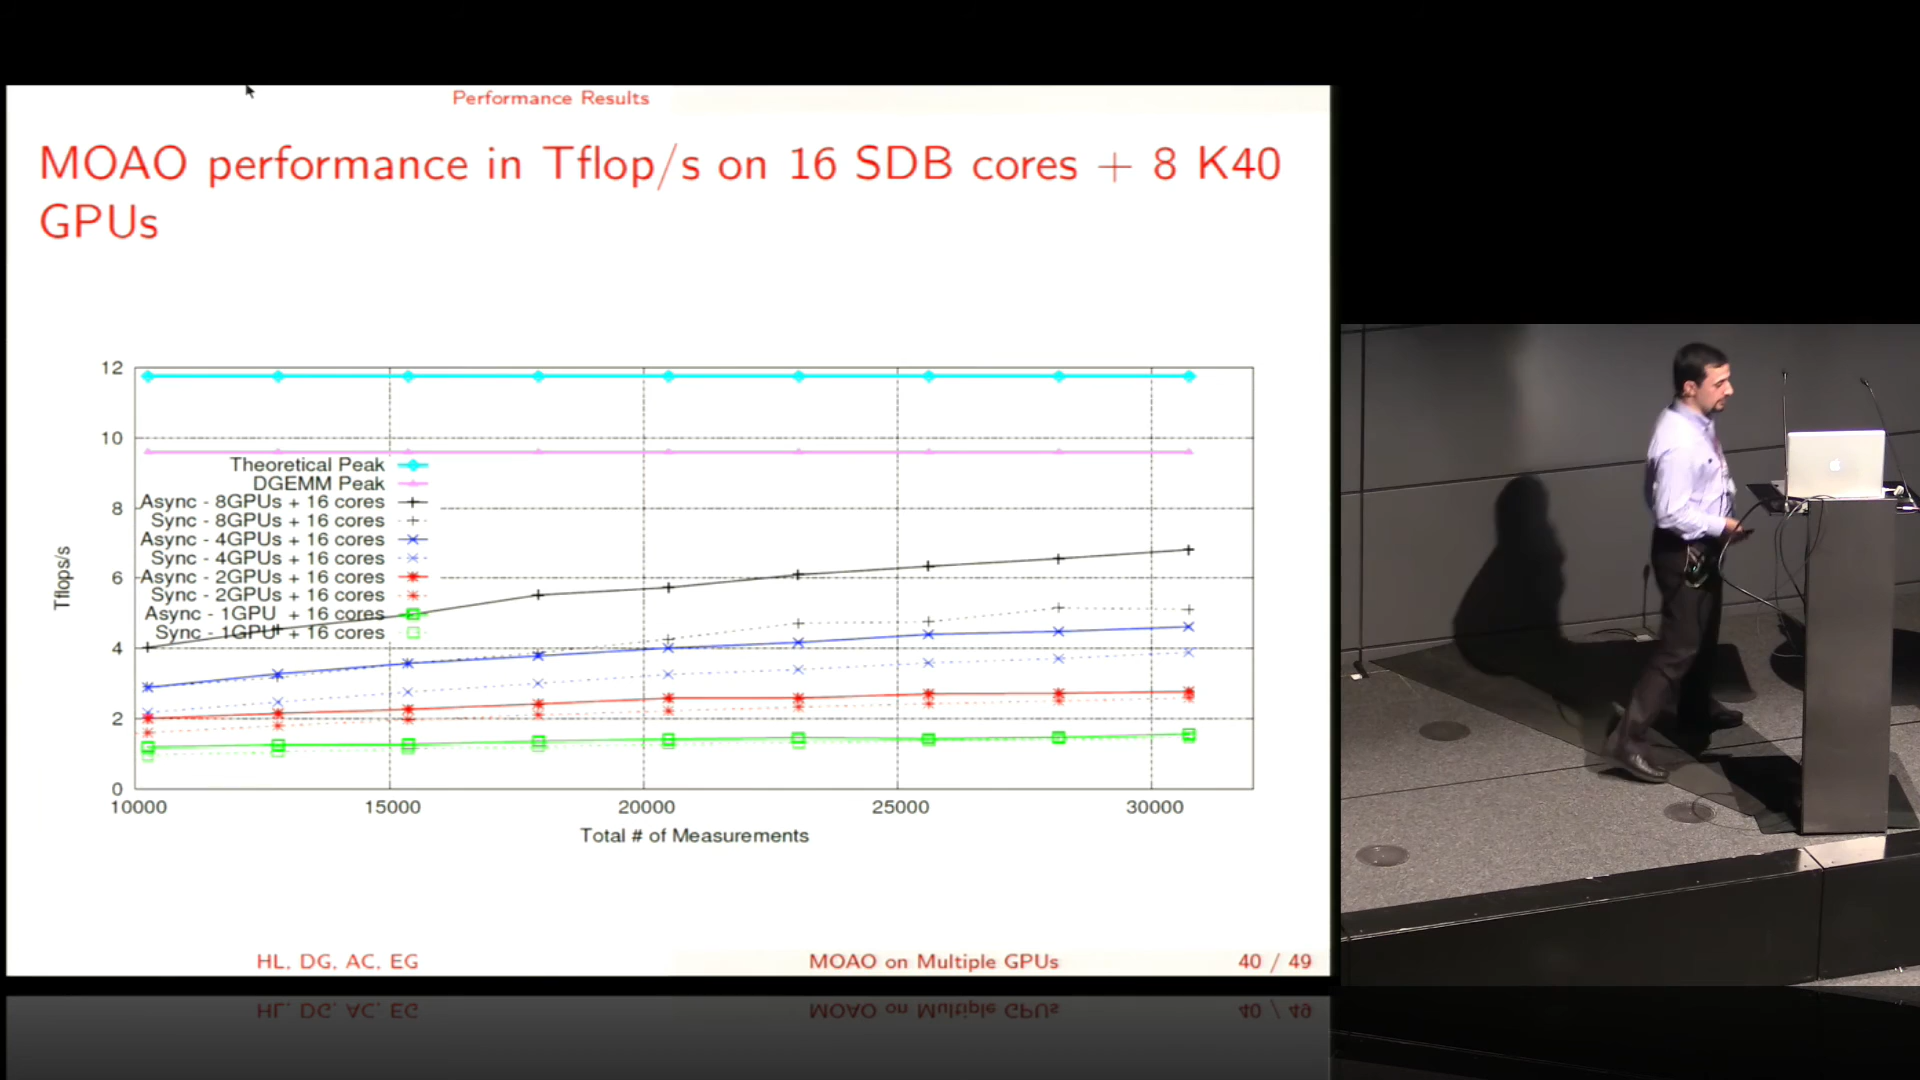 Performance Results
MOAO performance in Tflop/s on 16 SDB cores + 8 K40
GPUs
12
10
8
6
4
2
0
Tflops/s
Theoretical Peak
DGEMM Peak
Async - 8GPUs + 16 cores
Sync - 8GPUs + 16 cores
Async - 4GPUs + 16 cores
Sync - 4GPUs + 16 cores
Async - 2GPUs + 16 cores
Sync - 2GPUs + 16 cores
Async - 1GPU + 16 cores
Sync - 1GPU + 16 cores
10000 15000 20000 25000 30000
Total # of Measurements
HL, DG, AC, EG MOAO on Multiple GPUs 40 / 49